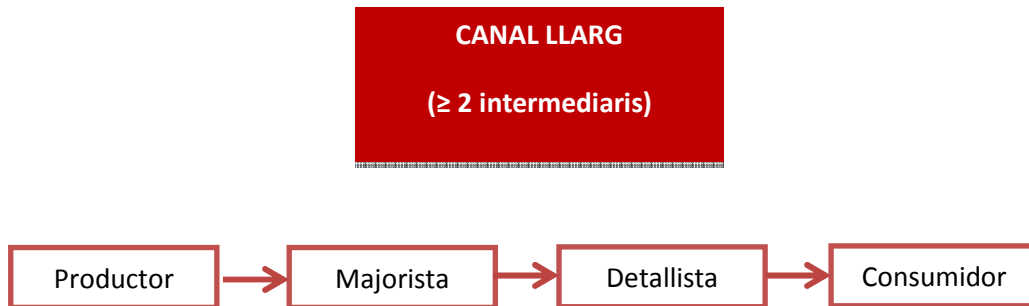 CANAL LLARG
(≥ 2 intermediaris)
Productor
Majorista
Detallista
Consumidor